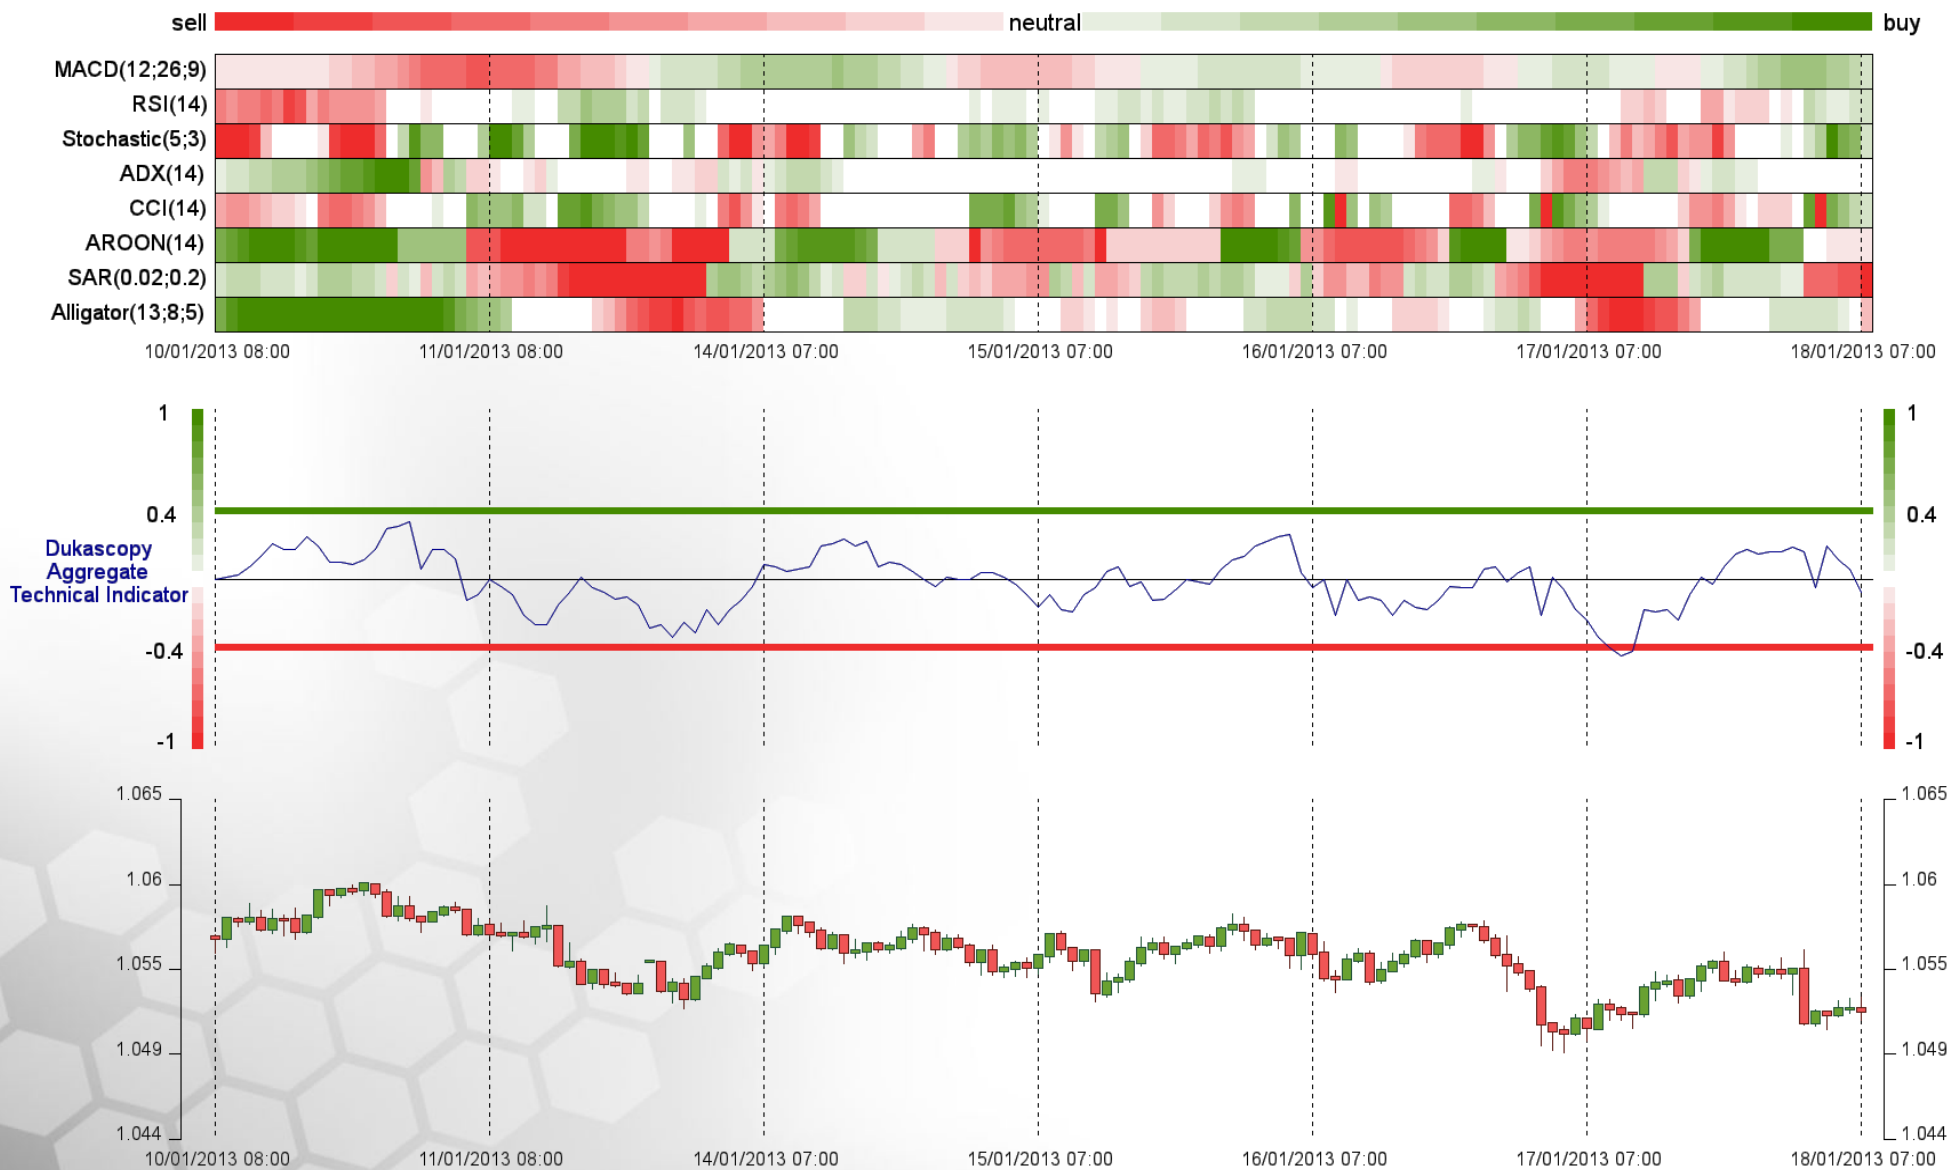 sell neutral buy
MACD(12;26;9)
RSI(14)
Stochastic(5;3)
ADX(14)
CCI(14)
AROON(14)
SAR(0.02;0.2)
Alligator(13;8;5)
10/01/2013 08:00 11/01/2013 08:00 14/01/2013 07:00 15/01/2013 07:00 16/01/2013 07:00 17/01/2013 07:00 18/01/2013 07:00
1 1
0.4 0.4
Dukascopy
Aggregate
Technical Indicator
-0.4 -0.4
-1 -1
1.065 1.065
1.06 1.06
1.055 1.055
1.049 1.049
1.044 1.044
10/01/2013 08:00 11/01/2013 08:00 14/01/2013 07:00 15/01/2013 07:00 16/01/2013 07:00 17/01/2013 07:00 18/01/2013 07:00